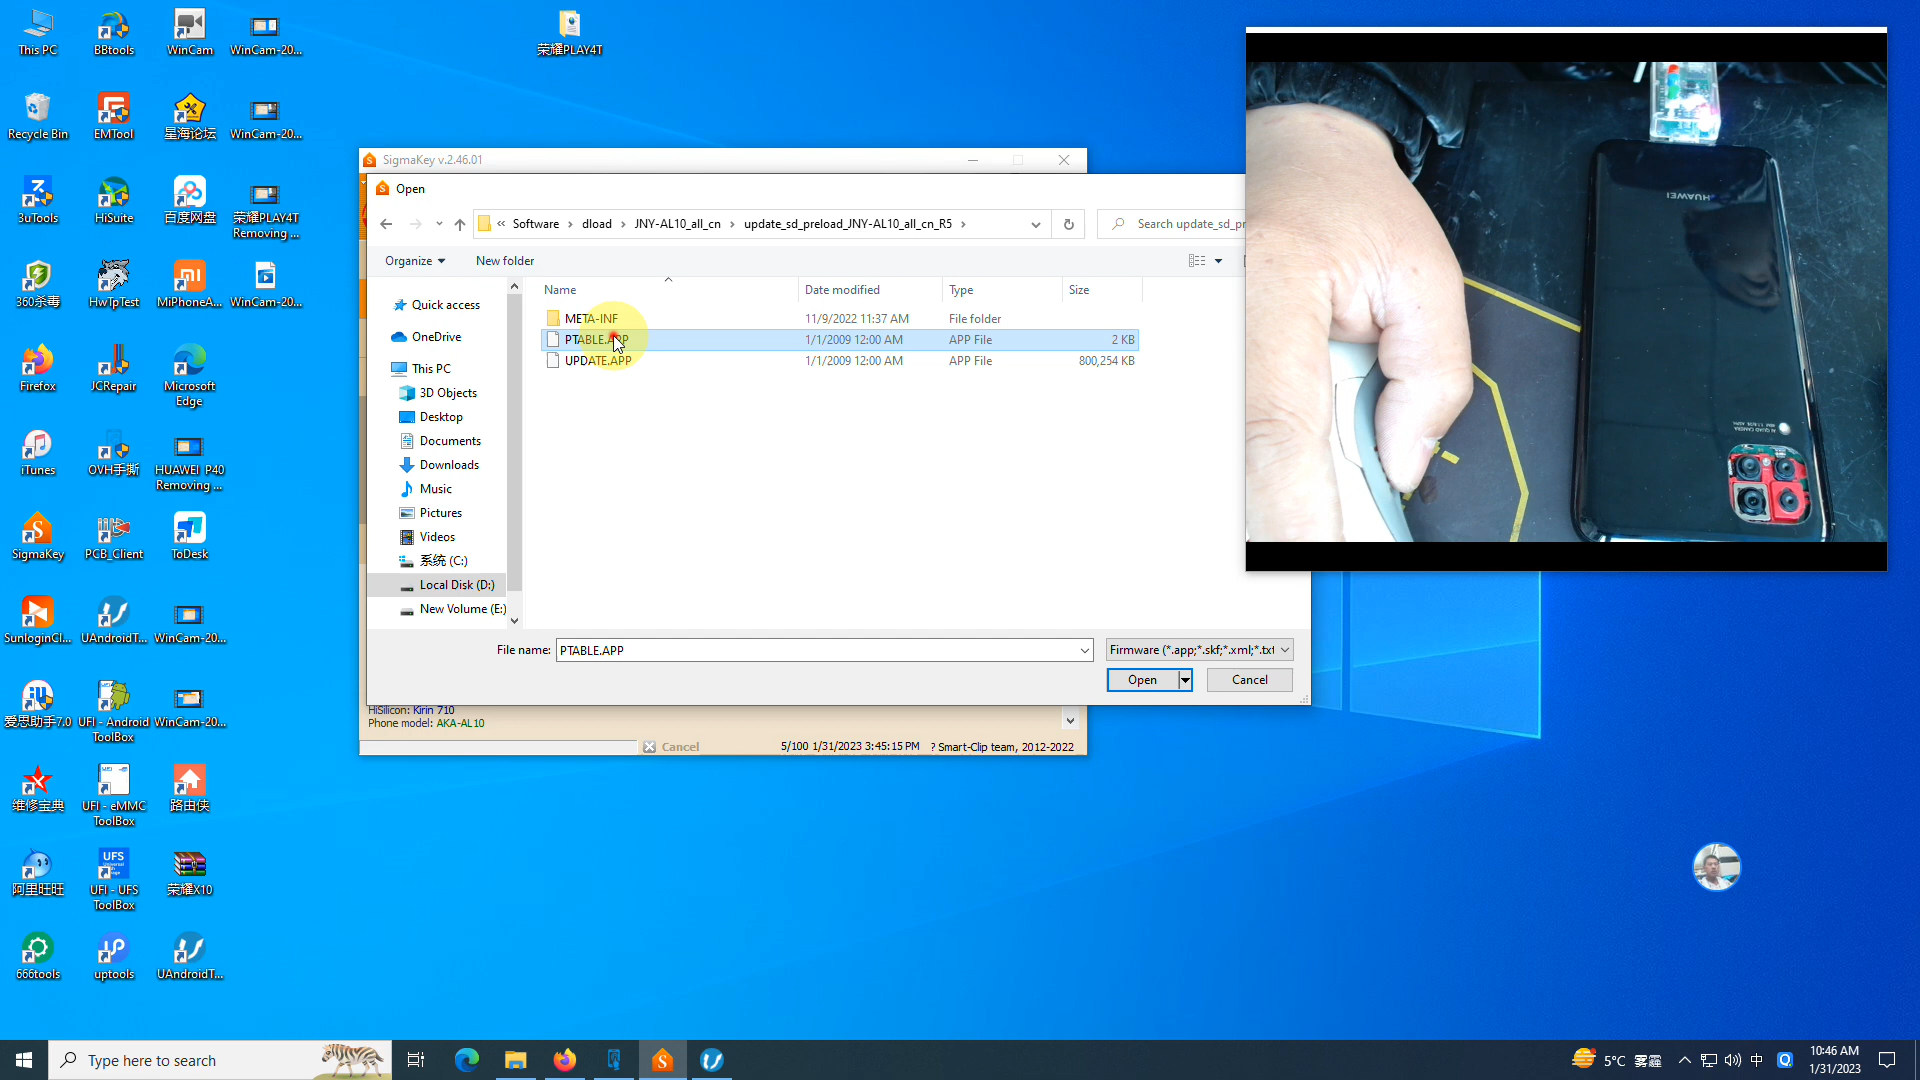 This PC
BBtools
WinCam
WinCam-20...
荣耀PLAY4T
Recycle Bin
EMTool
星海论坛
WinCam-20...
3uTools
HiSuite
百度网盘
荣耀PLAY4T
Removing ...
360杀毒
HwTpTest
MiPhoneA...
WinCam-20...
Firefox
JCRepair
Microsoft
Edge
iTunes
OVH手撕
HUAWEI P40
Removing ...
SigmaKey
PCB_Client
ToDesk
SunloginCl...
UAndroidT...
WinCam-20...
爱思助手7.0
UFI - Android
ToolBox
WinCam-20...
维修宝典
UFI - eMMC
ToolBox
路由侠
阿里旺旺
UFS
UFI - UFS
ToolBox
荣耀X10
666tools
uptools
UAndroidT...
SigmaKey v.2.46.01
Open
« Software › dload › JNY-AL10_all_cn › update_sd_preload_JNY-AL10_all_cn_R5 ›
Search update_sd_pr
Organize
New folder
Name
Date modified
Type
Size
META-INF
11/9/2022 11:37 AM
File folder
PTABLE.APP
1/1/2009 12:00 AM
APP File
2 KB
UPDATE.APP
1/1/2009 12:00 AM
APP File
800,254 KB
Quick access
OneDrive
This PC
3D Objects
Desktop
Documents
Downloads
Music
Pictures
Videos
系统 (C:)
Local Disk (D:)
New Volume (E:)
File name:
PTABLE.APP
Firmware (*.app;*.skf;*.xml;*.txt
Open
Cancel
HiSilicon: Kirin 710
Phone model: AKA-AL10
Cancel
5/100 1/31/2023 3:45:15 PM
? Smart-Clip team, 2012-2022
HUAWEI
AI QUAD CAMERA
Type here to search
5°C 雾霾
中
10:46 AM
1/31/2023